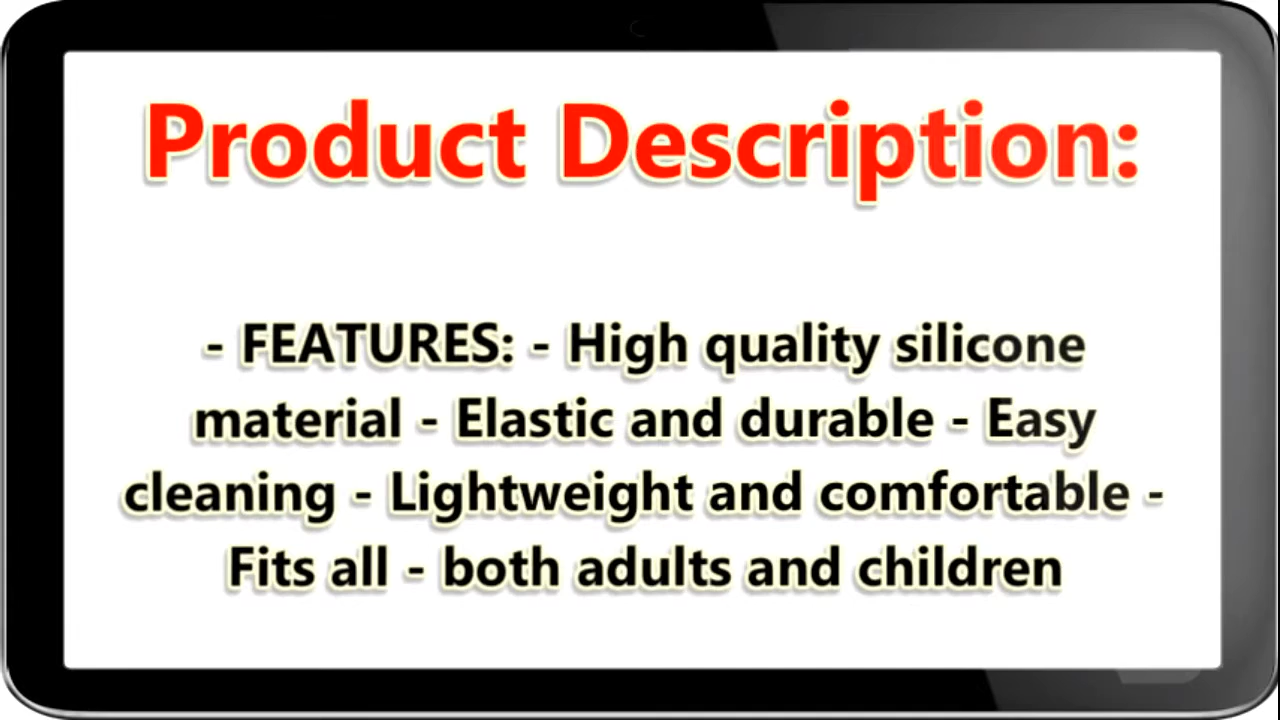 Product Description:
- FEATURES: - High quality silicone
material - Elastic and durable - Easy
cleaning - Lightweight and comfortable -
Fits all - both adults and children